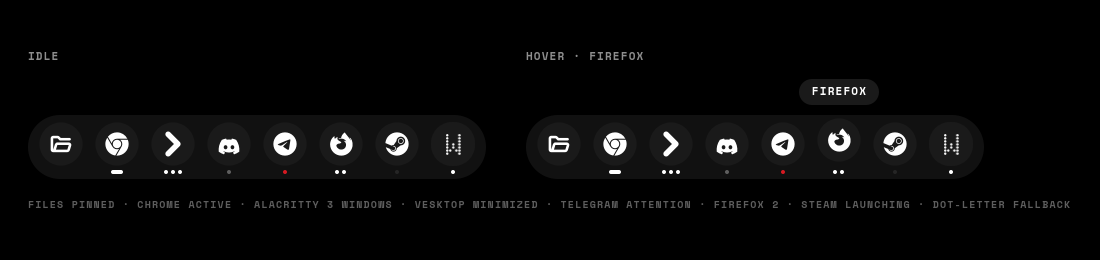 IDLE
HOVER · FIREFOX
FIREFOX
W
W
FILES PINNED · CHROME ACTIVE · ALACRITTY 3 WINDOWS · VESKTOP MINIMIZED · TELEGRAM ATTENTION · FIREFOX 2 · STEAM LAUNCHING · DOT-LETTER FALLBACK